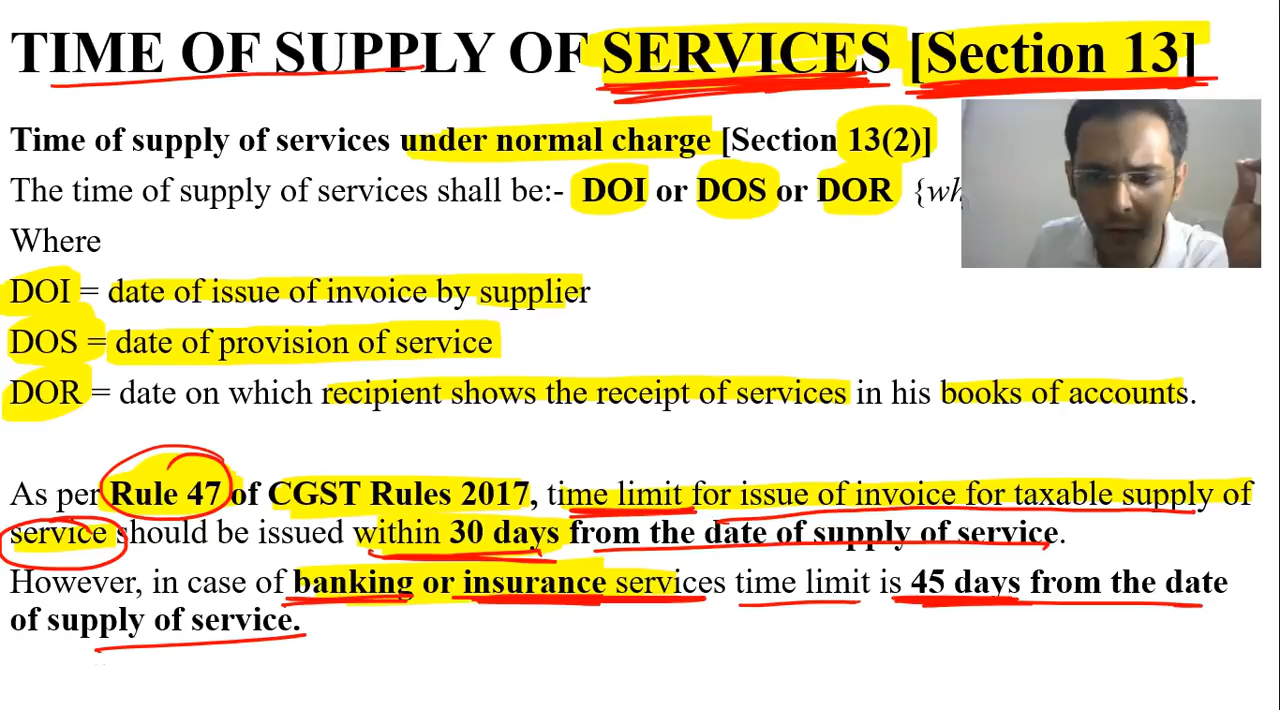 TIME OF SUPPLY OF SERVICES [Section 13]
Time of supply of services under normal charge [Section 13(2)]
The time of supply of services shall be:- DOI or DOS or DOR {wh
Where
DOI = date of issue of invoice by supplier
DOS = date of provision of service
DOR = date on which recipient shows the receipt of services in his books of accounts.
As per Rule 47 of CGST Rules 2017, time limit for issue of invoice for taxable supply of
service should be issued within 30 days from the date of supply of service.
However, in case of banking or insurance services time limit is 45 days from the date
of supply of service.